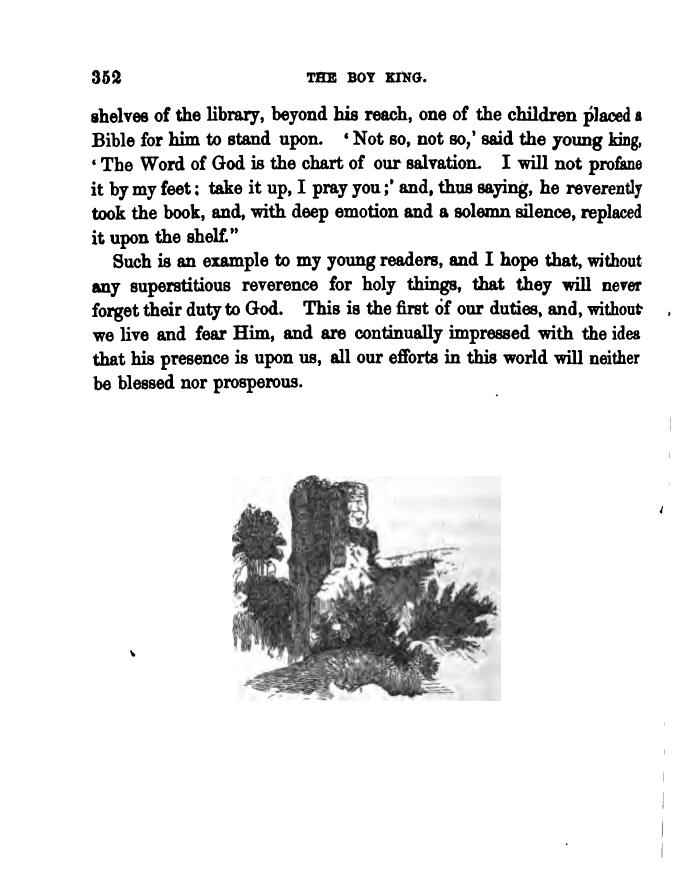 352 THE BOY KING.
shelves of the library, beyond his reach, one of the children placed a
Bible for him to stand upon. ‘ Not so, not so,’ said the young king,
‘ The Word of God is the chart of our salvation. I will not profane
it by my feet: take it up, I pray you;’ and, thus saying, he reverently
took the book, and, with deep emotion and a solemn silence, replaced
it upon the shelf.”
Such is an example to my young readers, and I hope that, without
any superstitious reverence for holy things, that they will never
forget their duty to God. This is the first of our duties, and, without
we live and fear Him, and are continually impressed with the idea
that his presence is upon us, all our efforts in this world will neither
be blessed nor prosperous.